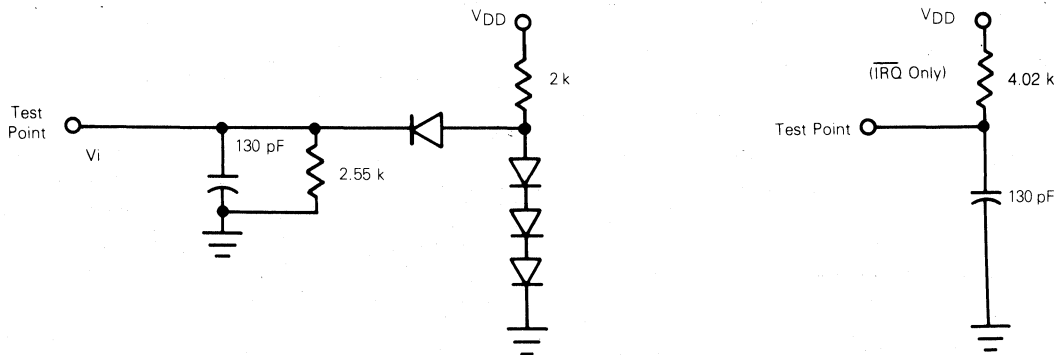 VDD
2 k
Test
Point
Vi
130 pF
2.55 k
VDD
(IRQ Only)
4.02 k
Test Point
130 pF